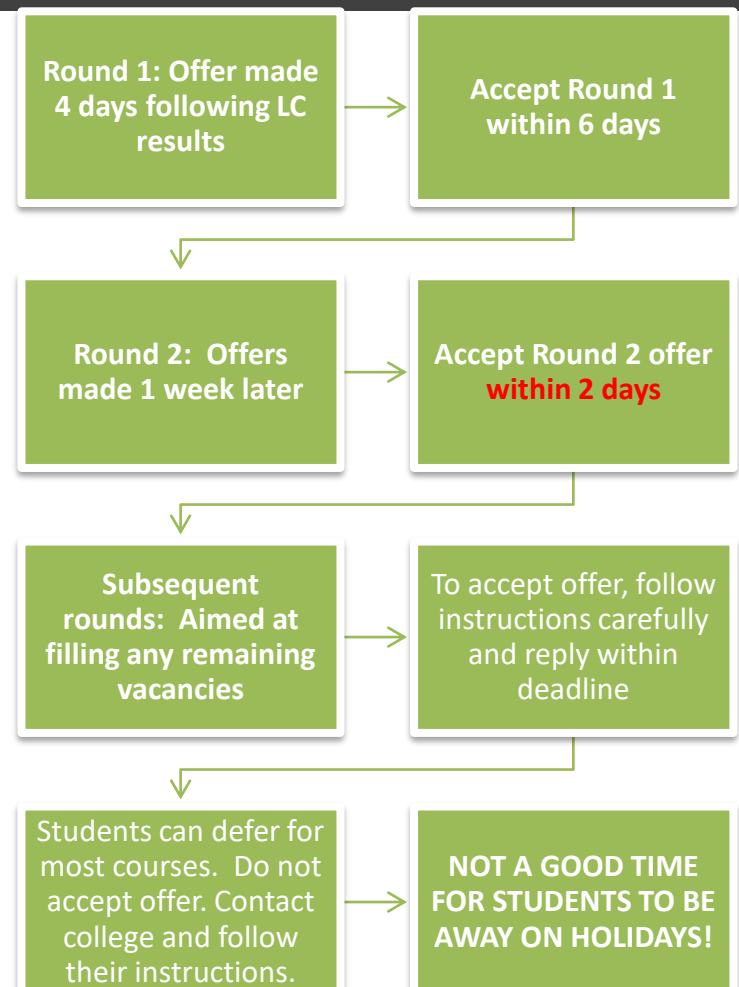 Round 1: Offer made
4 days following LC
results
Accept Round 1
within 6 days
Round 2:  Offers
made 1 week later
Accept Round 2 offer
within 2 days
Subsequent
rounds:  Aimed at
filling any remaining
vacancies
To accept offer, follow
instructions carefully
and reply within
deadline
Students can defer for
most courses.  Do not
accept offer. Contact
college and follow
their instructions.
NOT A GOOD TIME
FOR STUDENTS TO BE
AWAY ON HOLIDAYS!